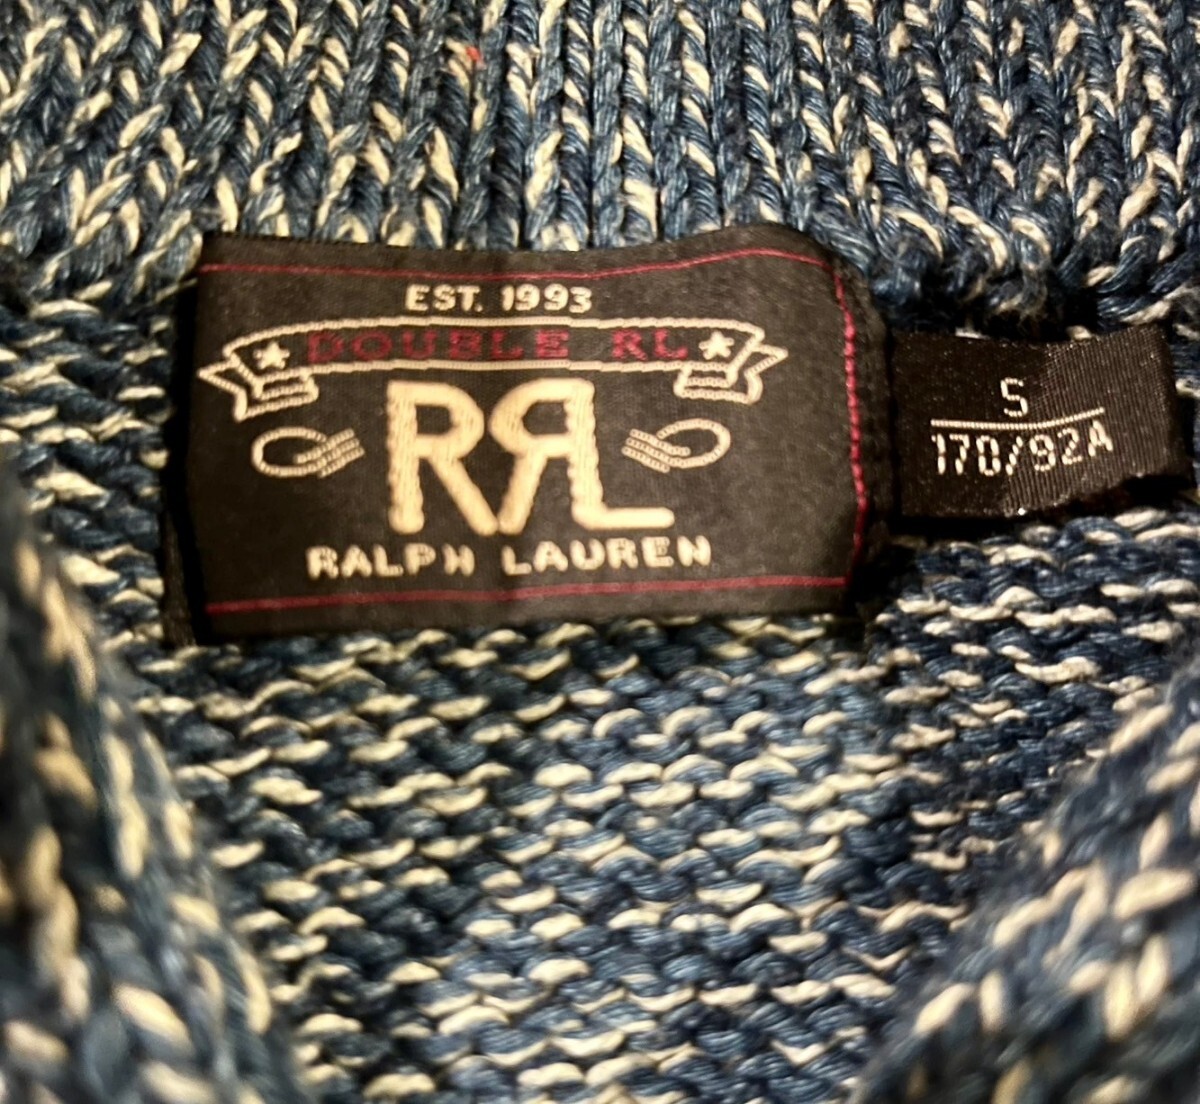 EST. 1993
DOUBLE RL
RRL
RALPH LAUREN
S
170/92A